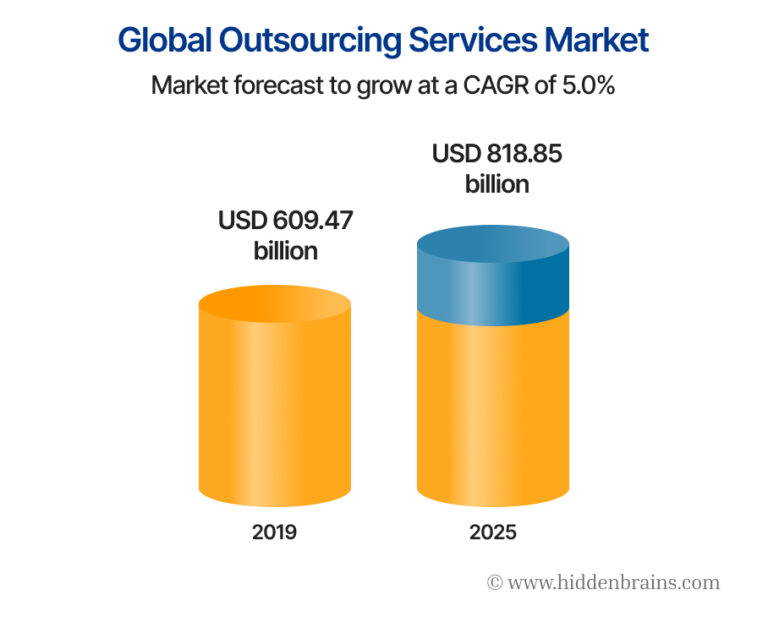 Global Outsourcing Services Market
Market forecast to grow at a CAGR of 5.0%
USD 818.85
billion
USD 609.47
billion
2019
2025
© www.hiddenbrains.com